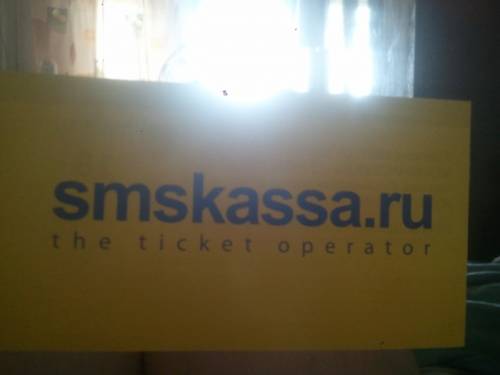 smskassa.ru
the ticket operator